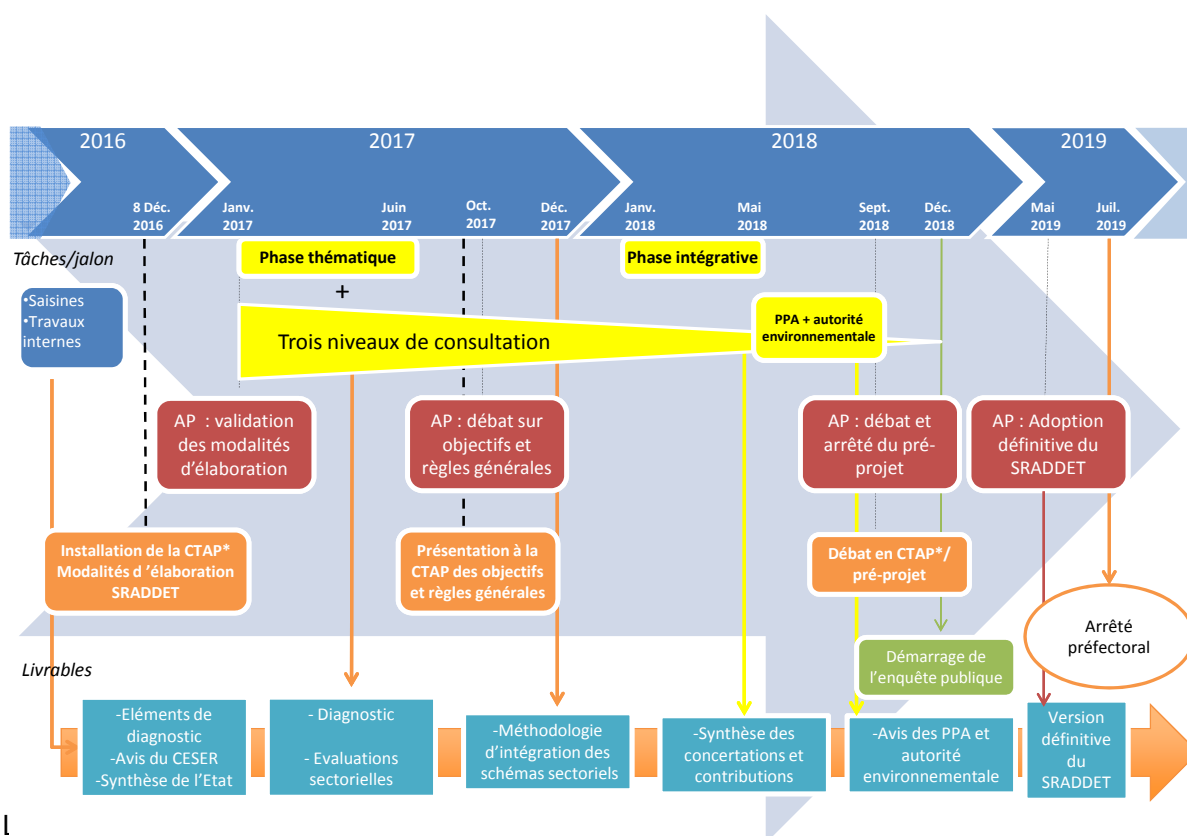 2016
2017
2018
2019
8 Déc.
2016
Janv.
2017
Juin
2017
Oct.
2017
Déc.
2017
Janv.
2018
Mai
2018
Sept.
2018
Déc.
2018
Mai
2019
Juil.
2019
Tâches/jalon
Phase thématique
Phase intégrative
•Saisines
•Travaux
internes
+
Trois niveaux de consultation
PPA + autorité
environnementale
AP : validation
des modalités
d'élaboration
AP : débat sur
objectifs et
règles générales
AP : débat et
arrêté du pré-
projet
AP : Adoption
définitive du
SRADDET
Installation de la CTAP*
Modalités d 'élaboration
SRADDET
Présentation à la
CTAP des objectifs
et règles générales
Débat en CTAP*/
pré-projet
Arrêté
préfectoral
Démarrage de
l'enquête publique
Livrables
-Eléments de
diagnostic
-Avis du CESER
-Synthèse de l'Etat
- Diagnostic
- Evaluations
sectorielles
-Méthodologie
d'intégration des
schémas sectoriels
-Synthèse des
concertations et
contributions
-Avis des PPA et
autorité
environnementale
Version
définitive
du
SRADDET
l